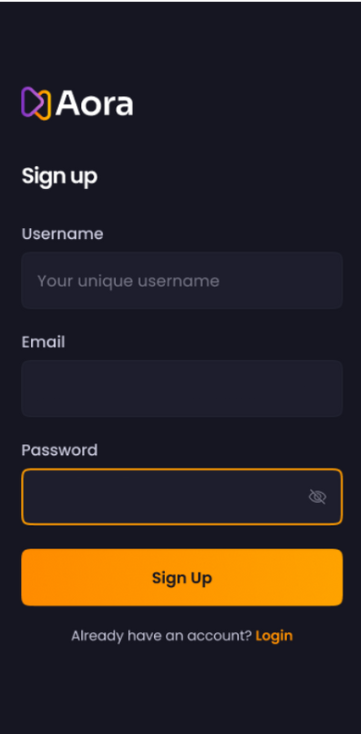 Aora
Sign up
Username
Your unique username
Email
Password
Sign Up
Already have an account? Login